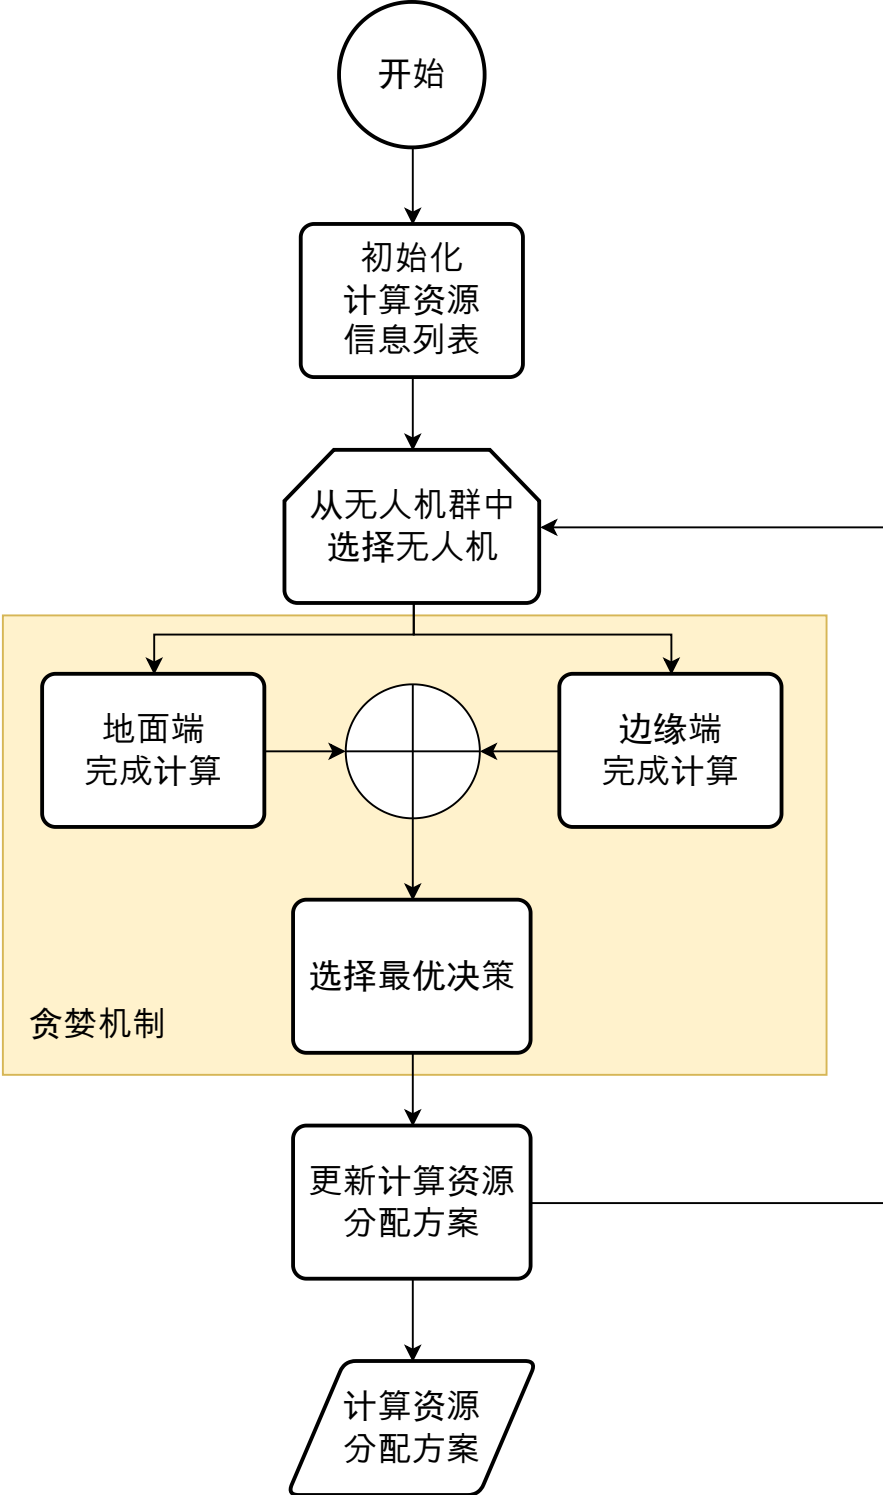 开始
初始化
计算资源
信息列表
从无人机群中
选择无人机
地面端
完成计算
边缘端
完成计算
选择最优决策
贪婪机制
更新计算资源
分配方案
计算资源
分配方案